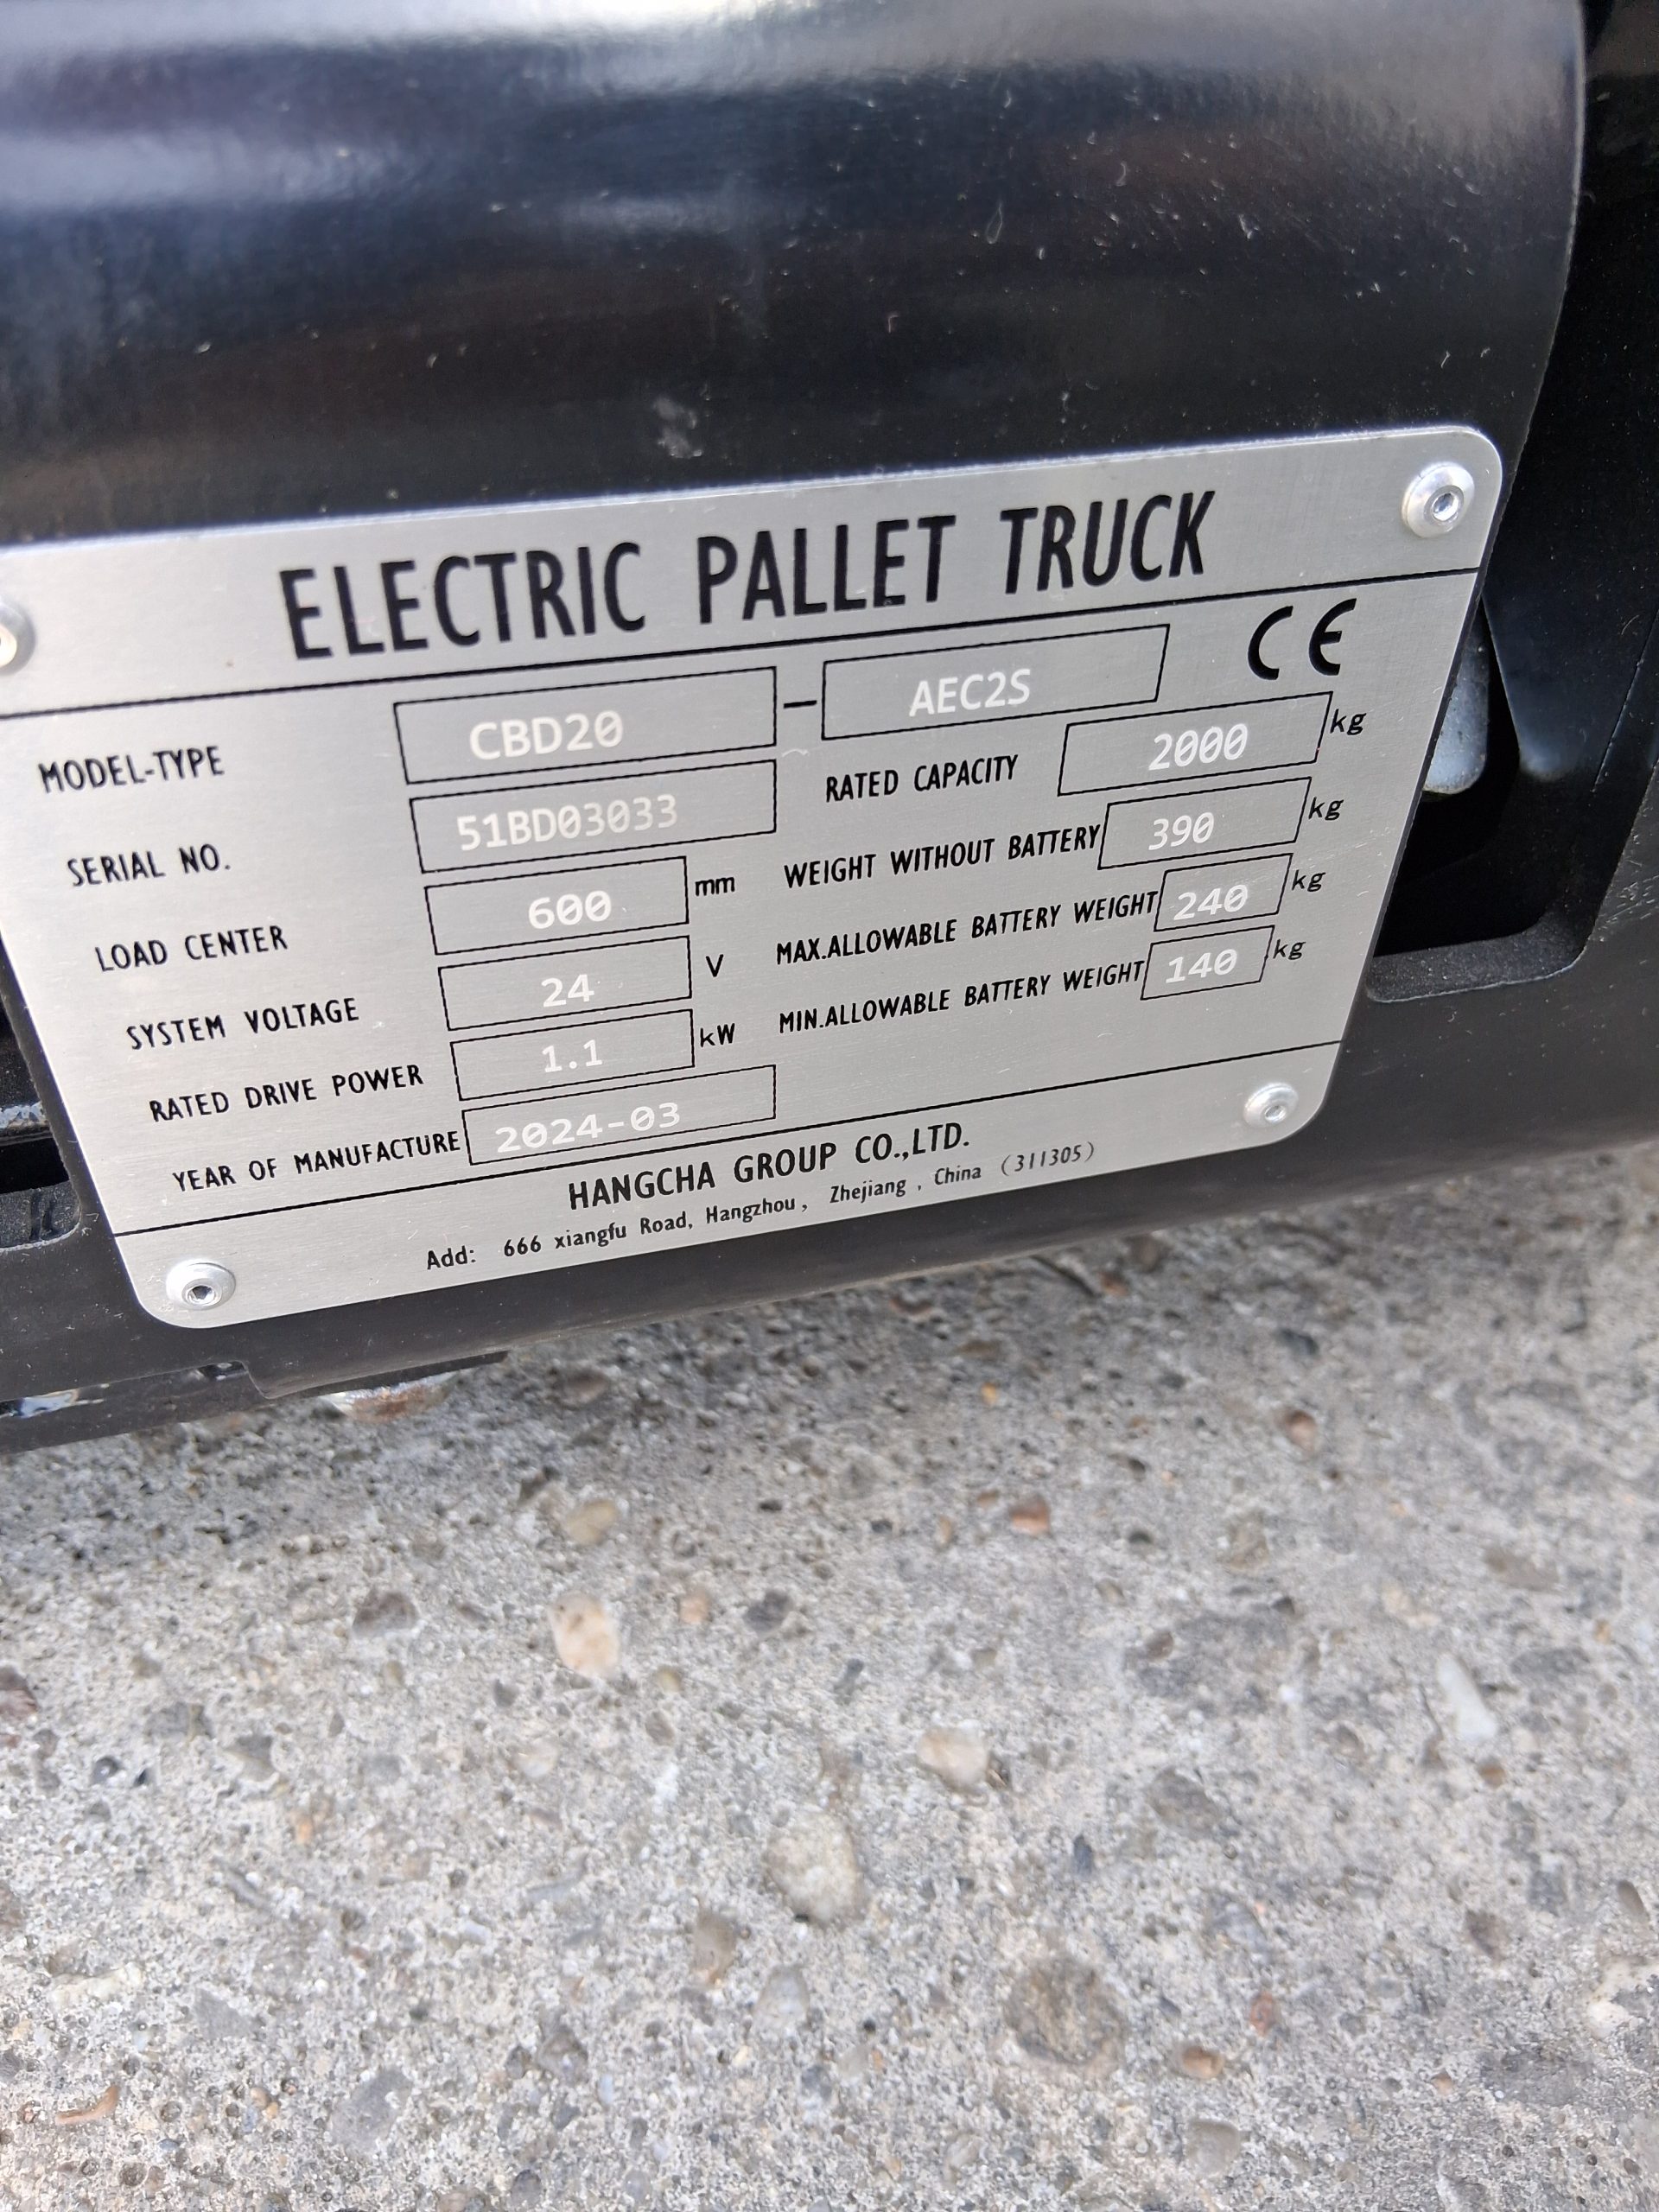 ELECTRIC PALLET TRUCK
CE
MODEL-TYPE CBD20 - AEC2S
SERIAL NO. 51BD03033 RATED CAPACITY 2000 kg
LOAD CENTER 600 mm WEIGHT WITHOUT BATTERY 390 kg
SYSTEM VOLTAGE 24 V MAX.ALLOWABLE BATTERY WEIGHT 240 kg
RATED DRIVE POWER 1.1 kW MIN.ALLOWABLE BATTERY WEIGHT 140 kg
YEAR OF MANUFACTURE 2024-03
HANGCHA GROUP CO.,LTD.
Add: 666 xiangfu Road, Hangzhou, Zhejiang, China (311305)